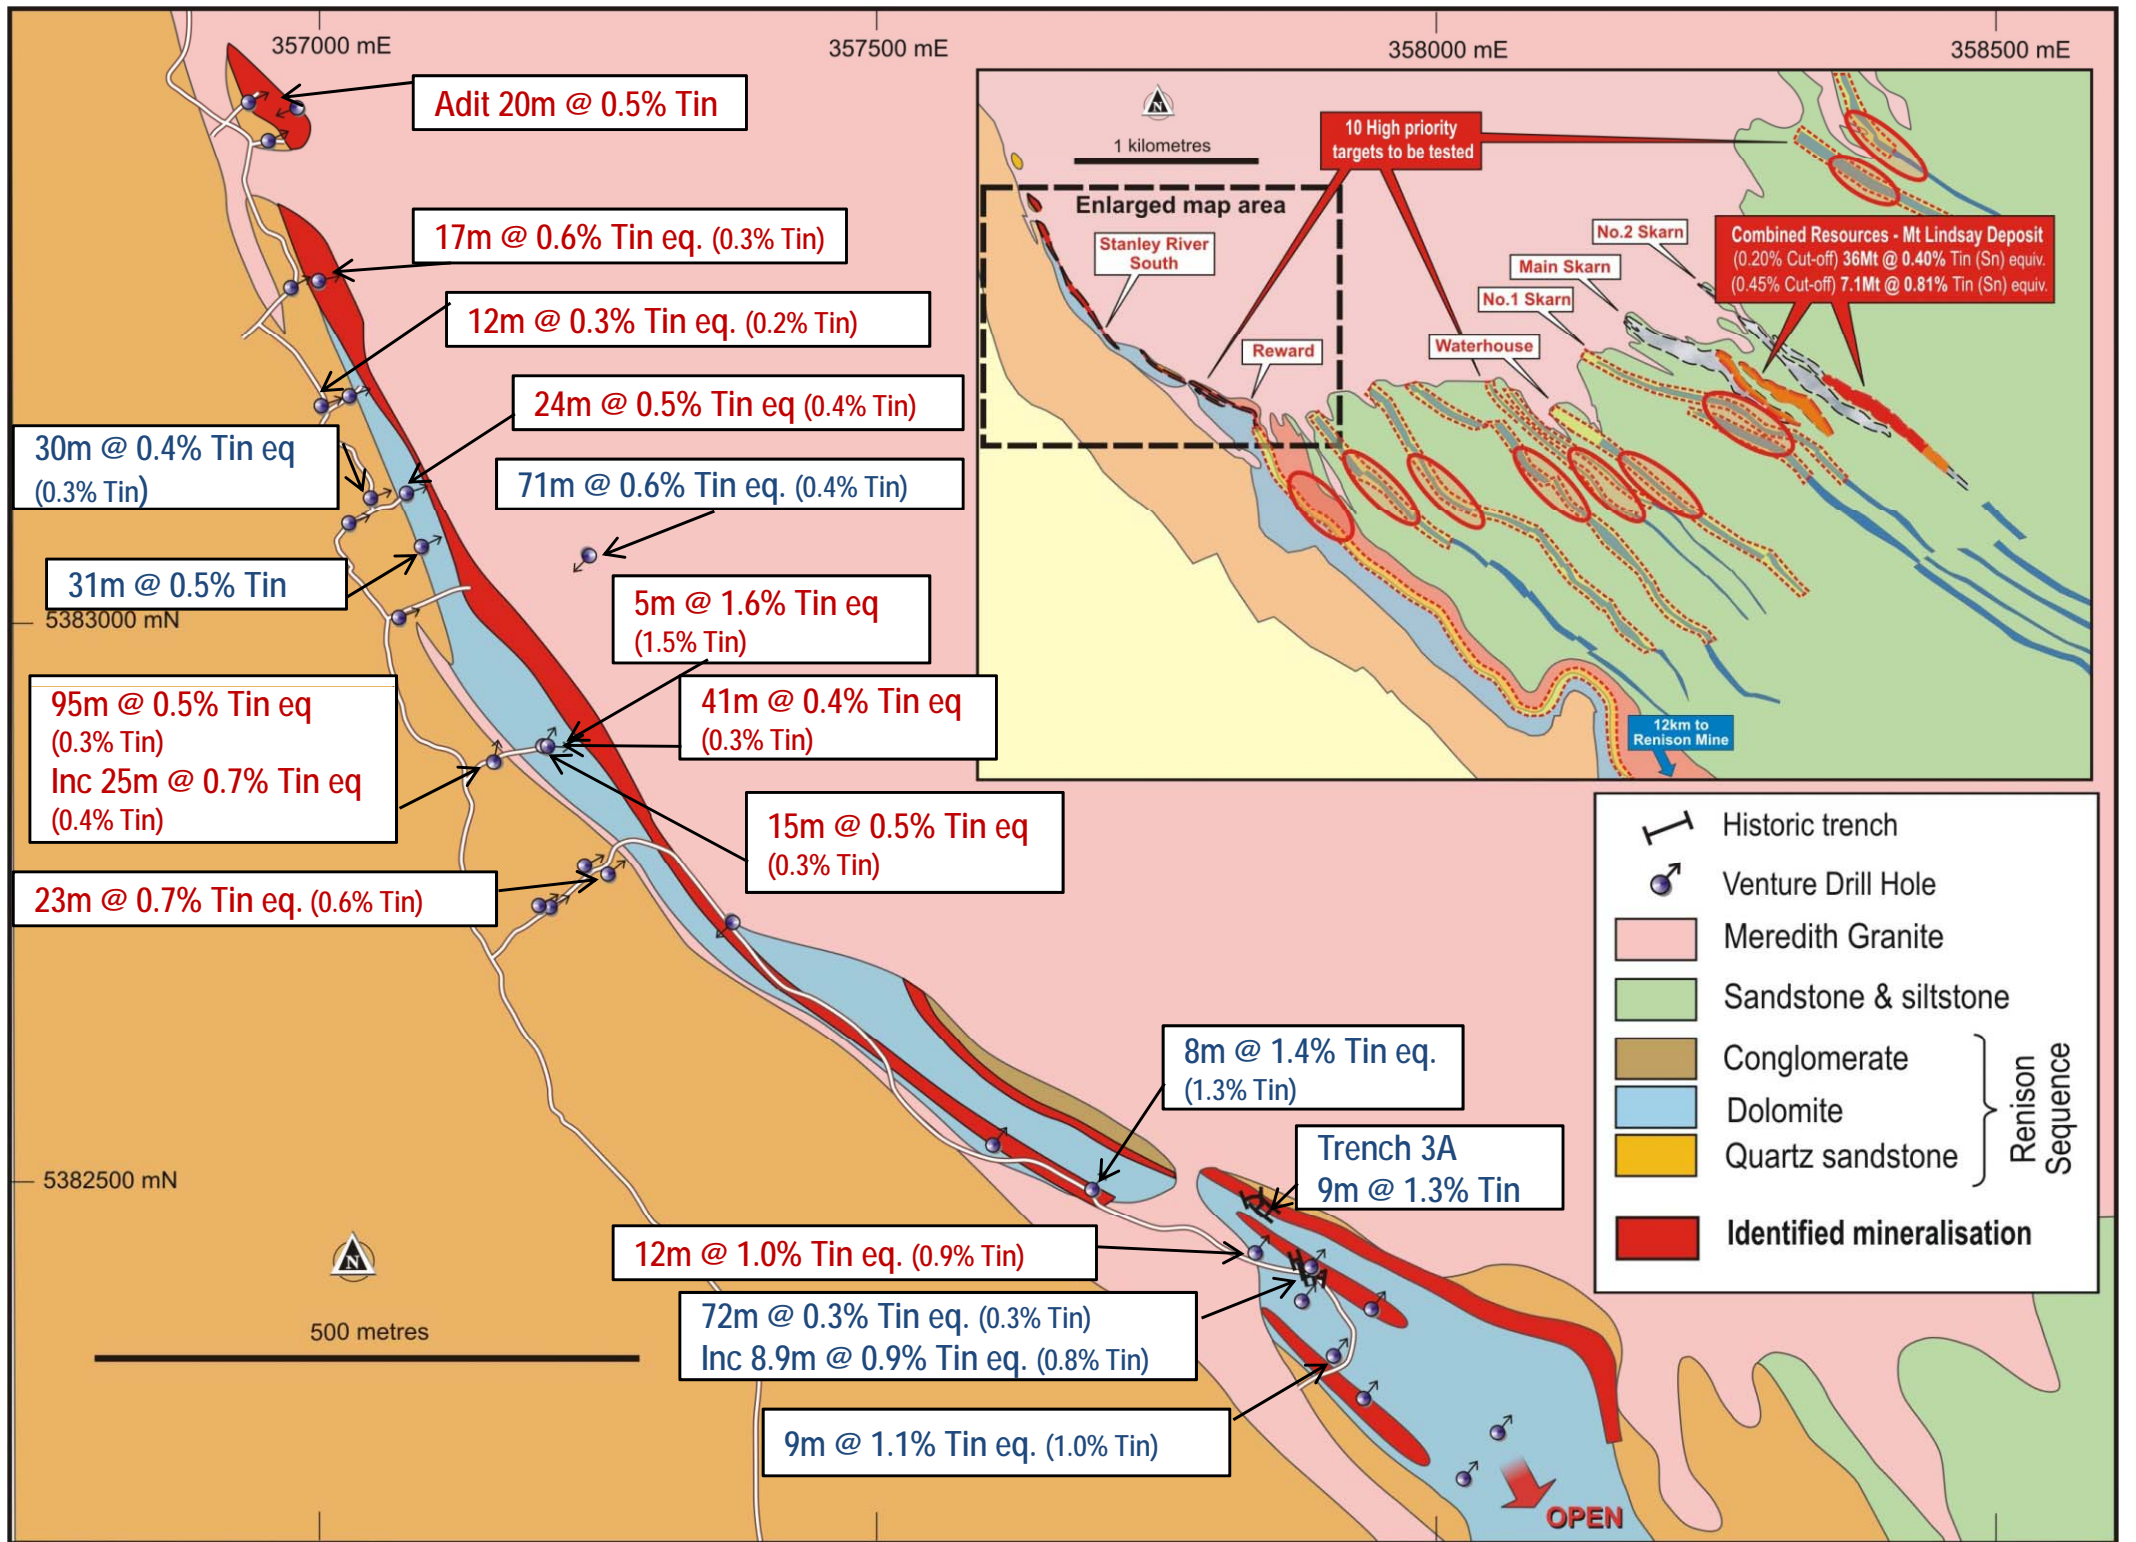 357000 mE
357500 mE
358000 mE
358500 mE
Adit 20m @ 0.5% Tin
17m @ 0.6% Tin eq. (0.3% Tin)
12m @ 0.3% Tin eq. (0.2% Tin)
24m @ 0.5% Tin eq (0.4% Tin)
30m @ 0.4% Tin eq
(0.3% Tin)
71m @ 0.6% Tin eq. (0.4% Tin)
31m @ 0.5% Tin
5383000 mN
5m @ 1.6% Tin eq
(1.5% Tin)
41m @ 0.4% Tin eq
(0.3% Tin)
95m @ 0.5% Tin eq
(0.3% Tin)
Inc 25m @ 0.7% Tin eq
(0.4% Tin)
15m @ 0.5% Tin eq
(0.3% Tin)
23m @ 0.7% Tin eq. (0.6% Tin)
8m @ 1.4% Tin eq.
(1.3% Tin)
Trench 3A
9m @ 1.3% Tin
5382500 mN
12m @ 1.0% Tin eq. (0.9% Tin)
72m @ 0.3% Tin eq. (0.3% Tin)
Inc 8.9m @ 0.9% Tin eq. (0.8% Tin)
9m @ 1.1% Tin eq. (1.0% Tin)
N
500 metres
OPEN
N
1 kilometres
10 High priority
targets to be tested
Enlarged map area
Stanley River
South
Reward
Waterhouse
No.1 Skarn
Main Skarn
No.2 Skarn
Combined Resources - Mt Lindsay Deposit
(0.20% Cut-off) 36Mt @ 0.40% Tin (Sn) equiv.
(0.45% Cut-off) 7.1Mt @ 0.81% Tin (Sn) equiv.
12km to
Renison Mine
Historic trench
Venture Drill Hole
Meredith Granite
Sandstone & siltstone
Conglomerate
Dolomite
Quartz sandstone
Renison
Sequence
Identified mineralisation